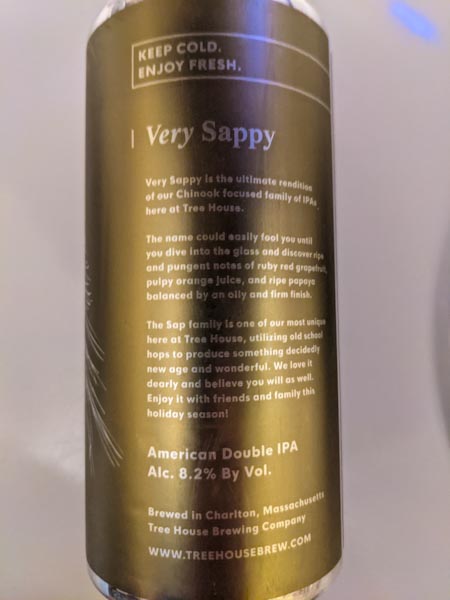 KEEP COLD.
ENJOY FRESH.
Very Sappy
Very Sappy is the ultimate rendition
of our Chinook focused family of IPAs
here at Tree House.
The name could easily fool you until
you dive into the glass and discover ripe
and pungent notes of ruby red grapefruit,
pulpy orange juice, and ripe papaya
balanced by an oily and firm finish.
The Sap family is one of our most unique
here at Tree House, utilizing old school
hops to produce something decidedly
new age and wonderful. We love it
dearly and believe you will as well.
Enjoy it with friends and family this
holiday season!
American Double IPA
Alc. 8.2% By Vol.
Brewed in Charlton, Massachusetts
Tree House Brewing Company
WWW.TREEHOUSEBREW.COM